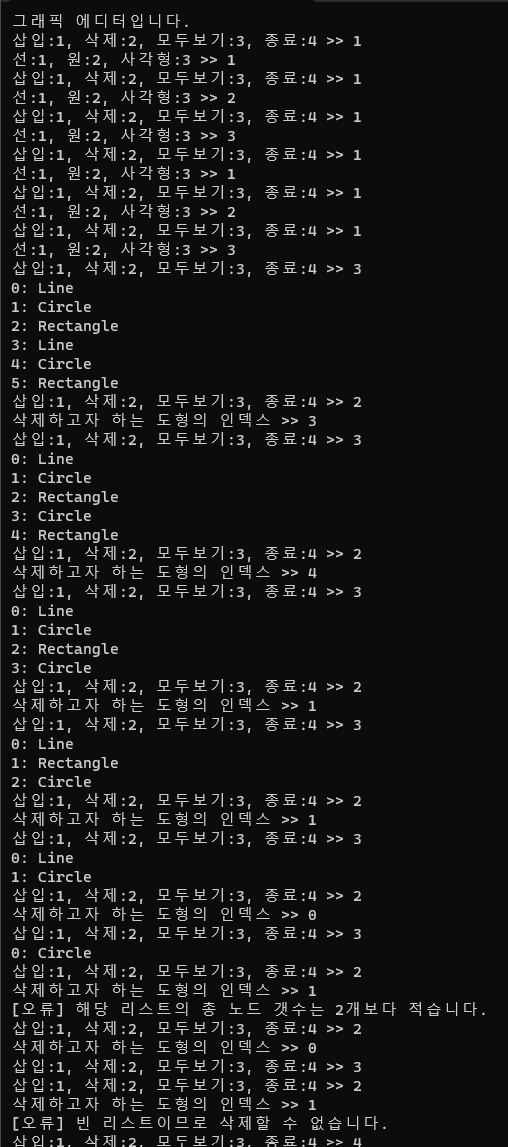 그래픽 에디터입니다.
삽입:1, 삭제:2, 모두보기:3, 종료:4 >> 1
선:1, 원:2, 사각형:3 >> 1
삽입:1, 삭제:2, 모두보기:3, 종료:4 >> 1
선:1, 원:2, 사각형:3 >> 2
삽입:1, 삭제:2, 모두보기:3, 종료:4 >> 1
선:1, 원:2, 사각형:3 >> 3
삽입:1, 삭제:2, 모두보기:3, 종료:4 >> 1
선:1, 원:2, 사각형:3 >> 1
삽입:1, 삭제:2, 모두보기:3, 종료:4 >> 1
선:1, 원:2, 사각형:3 >> 2
삽입:1, 삭제:2, 모두보기:3, 종료:4 >> 1
선:1, 원:2, 사각형:3 >> 3
삽입:1, 삭제:2, 모두보기:3, 종료:4 >> 3
0: Line
1: Circle
2: Rectangle
3: Line
4: Circle
5: Rectangle
삽입:1, 삭제:2, 모두보기:3, 종료:4 >> 2
삭제하고자 하는 도형의 인덱스 >> 3
삽입:1, 삭제:2, 모두보기:3, 종료:4 >> 3
0: Line
1: Circle
2: Rectangle
3: Circle
4: Rectangle
삽입:1, 삭제:2, 모두보기:3, 종료:4 >> 2
삭제하고자 하는 도형의 인덱스 >> 4
삽입:1, 삭제:2, 모두보기:3, 종료:4 >> 3
0: Line
1: Circle
2: Rectangle
3: Circle
삽입:1, 삭제:2, 모두보기:3, 종료:4 >> 2
삭제하고자 하는 도형의 인덱스 >> 1
삽입:1, 삭제:2, 모두보기:3, 종료:4 >> 3
0: Line
1: Rectangle
2: Circle
삽입:1, 삭제:2, 모두보기:3, 종료:4 >> 2
삭제하고자 하는 도형의 인덱스 >> 1
삽입:1, 삭제:2, 모두보기:3, 종료:4 >> 3
0: Line
1: Circle
삽입:1, 삭제:2, 모두보기:3, 종료:4 >> 2
삭제하고자 하는 도형의 인덱스 >> 0
삽입:1, 삭제:2, 모두보기:3, 종료:4 >> 3
0: Circle
삽입:1, 삭제:2, 모두보기:3, 종료:4 >> 2
삭제하고자 하는 도형의 인덱스 >> 1
[오류] 해당 리스트의 총 노드 갯수는 2개보다 적습니다.
삽입:1, 삭제:2, 모두보기:3, 종료:4 >> 2
삭제하고자 하는 도형의 인덱스 >> 0
삽입:1, 삭제:2, 모두보기:3, 종료:4 >> 3
삽입:1, 삭제:2, 모두보기:3, 종료:4 >> 2
삭제하고자 하는 도형의 인덱스 >> 1
[오류] 빈 리스트이므로 삭제할 수 없습니다.
삽입:1, 삭제:2, 모두보기:3, 종료:4 >> 4